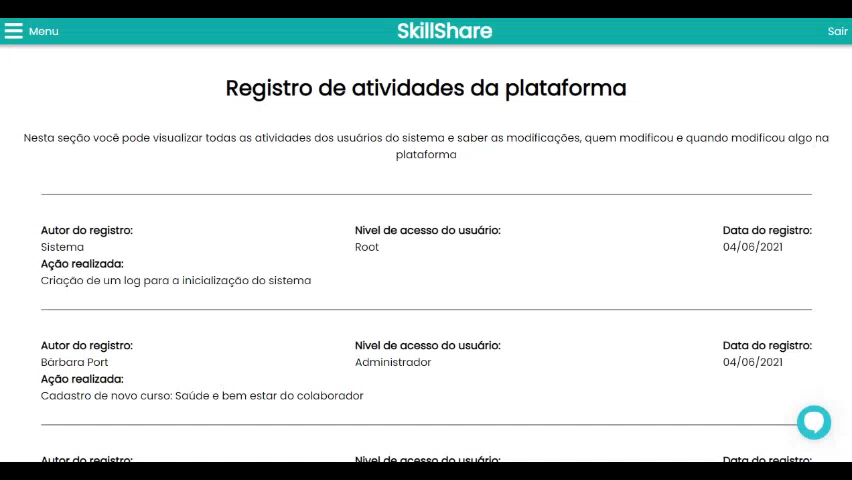 Menu
SkillShare
Sair
Registro de atividades da plataforma
Nesta seção você pode visualizar todas as atividades dos usuários do sistema e saber as modificações, quem modificou e quando modificou algo na
plataforma
Autor do registro:
Nivel de acesso do usuário:
Data do registro:
Sistema
Root
04/06/2021
Ação realizada:
Criação de um log para a inicialização do sistema
Autor do registro:
Nivel de acesso do usuário:
Data do registro:
Bárbara Port
Administrador
04/06/2021
Ação realizada:
Cadastro de novo curso: Saúde e bem estar do colaborador
Autor do registro:
Nivel de acesso do usuário:
Data do registro: